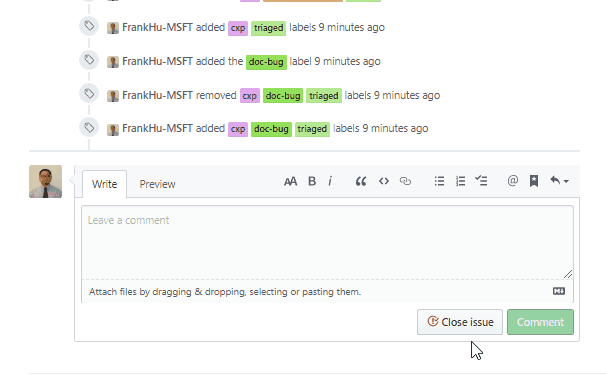 FrankHu-MSFT added cxp triaged labels 9 minutes ago
FrankHu-MSFT added the doc-bug label 9 minutes ago
FrankHu-MSFT removed cxp doc-bug triaged labels 9 minutes ago
FrankHu-MSFT added cxp doc-bug triaged labels 9 minutes ago
Write Preview AA B i @
Leave a comment
Attach files by dragging & dropping, selecting or pasting them.
Close issue Comment